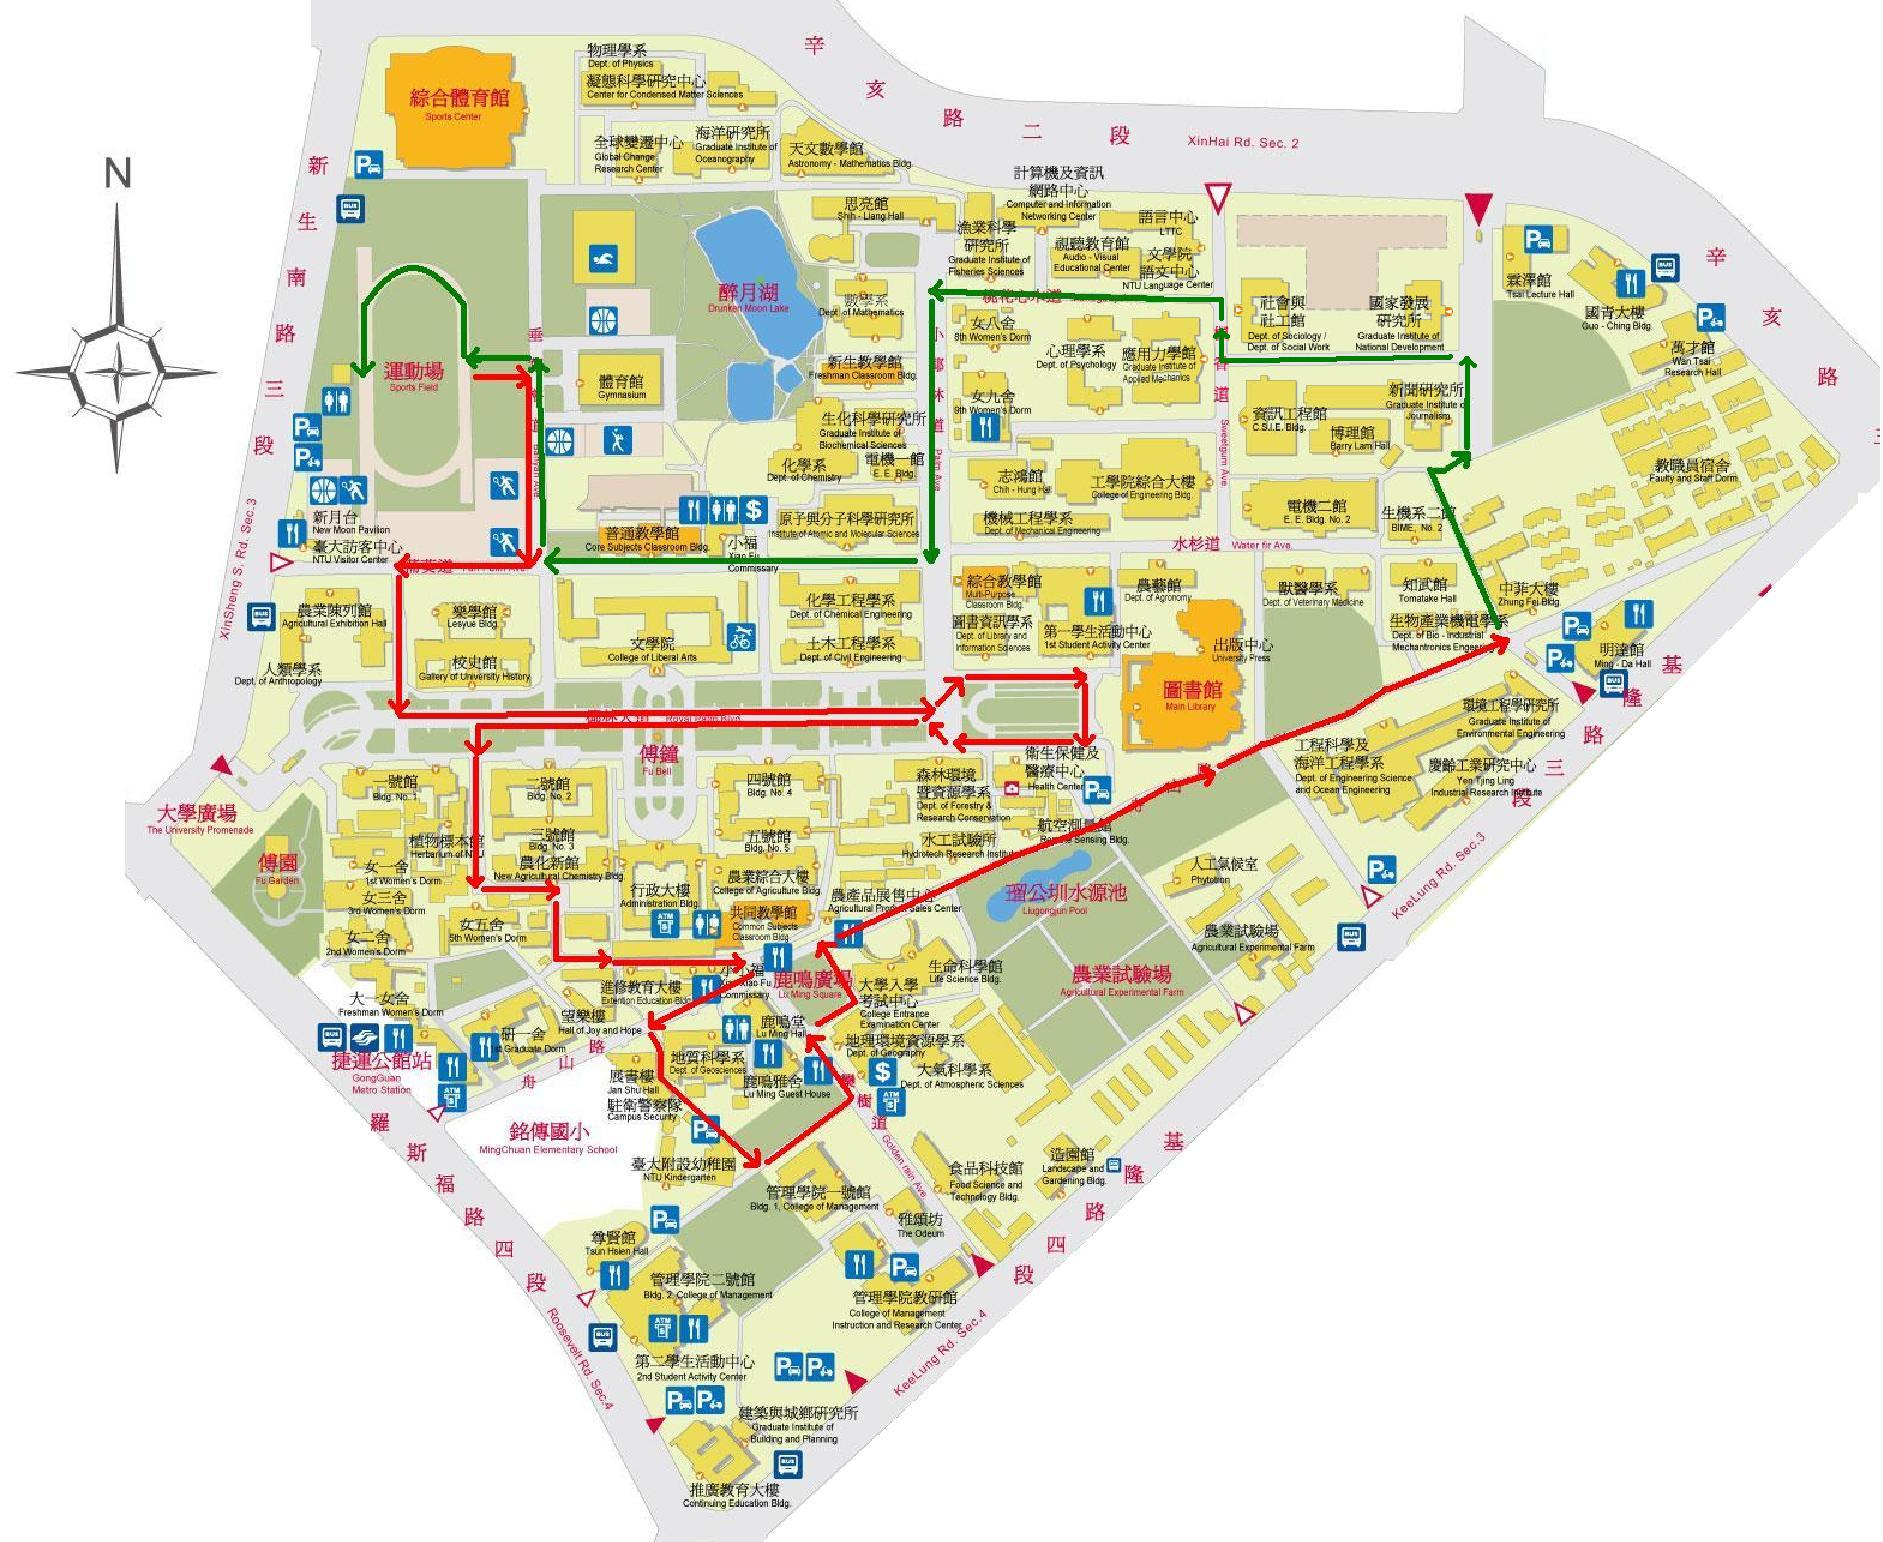 N
綜合體育館
Sports Center
物理學系
Dept. of Physics
凝態科學研究中心
Center for Condensed Matter Sciences
全球變遷中心
Global Change
Research Center
海洋研究所
Graduate Institute of
Oceanography
天文數學館
Astronomy - Mathematics Bldg.
辛
亥
路
二
段
XinHai Rd. Sec. 2
新
生
南
路
三
段
XinSheng S. Rd Sec.3
計算機及資訊
網路中心
Computer and Information
Networking Center
思亮館
Shih - Liang Hall
漁業科學
研究所
Graduate Institute of
Fisheries Sciences
語言中心
LTTC
視聽教育館
Audio - Visual
Educational Center
文學院
語文中心
NTU Language Center
霖澤館
Tsai Lecture Hall
國青大樓
Guo - Ching Bldg.
萬才館
Wan Tsai
Research Hall
辛
亥
路
三
醉月湖
Drunken Moon Lake
數學系
Dept. of Mathematics
社會與
社工館
Dept. of Sociology /
Dept. of Social Work
國家發展
研究所
Graduate Institute of
National Development
運動場
Sports Field
體育館
Gymnasium
新生教學館
Freshman Classroom Bldg.
女八舍
8th Women's Dorm
心理學系
Dept. of Psychology
應用力學館
Graduate Institute of
Applied Mechanics
女九舍
9th Women's Dorm
小
椰
林
道
Palm Ave.
Sweetgum Ave.
生化科學研究所
Graduate Institute of
Biochemical Sciences
資訊工程館
C.S.I.E. Bldg.
新聞研究所
Graduate Institute of
Journalism
博理館
Barry Lam Hall
化學系
Dept. of Chemistry
電機一館
E. E. Bldg.
志鴻館
Chih - Hung Hall
工學院綜合大樓
College of Engineering Bldg.
教職員宿舍
Faulty and Staff Dorm
新月台
New Moon Pavilion
臺大訪客中心
NTU Visitor Center
普通教學館
Core Subjects Classroom Bldg.
小福
Xiao Fu
Commissary
原子與分子科學研究所
Institute of Atomic and Molecular Sciences
機械工程學系
Dept. of Mechanical Engineering
電機二館
E. E. Bldg. No. 2
生機系二館
BIME, No. 2
水杉道 Water fir Ave.
農業陳列館
Agricultural Exhibition Hall
樂學館
Lesyue Bldg.
校史館
Gallery of University History
文學院
College of Liberal Arts
化學工程學系
Dept. of Chemical Engineering
土木工程學系
Dept. of Civil Engineering
綜合教學館
Multi-Purpose
Classroom Bldg.
圖書資訊學系
Dept. of Library and
Information Sciences
第一學生活動中心
1st Student Activity Center
農藝館
Dept. of Agronomy
出版中心
University Press
獸醫學系
Dept. of Veterinary Medicine
知武館
Tomatake Hall
生物產業機電學系
Dept. of Bio - Industrial
Mechantronics Engeering
中菲大樓
Zhung Fei Bldg.
明達館
Ming - Da Hall
人類學系
Dept. of Anthropology
圖書館
Main Library
基
隆
路
三
段
KeeLung Rd. Sec.3
傅鐘
Fu Bell
環境工程學研究所
Graduate Institute of
Environmental Engineering
工程科學及
海洋工程學系
Dept. of Engineering Science
and Ocean Engineering
慶齡工業研究中心
Yen Tjing Ling
Industrial Research Institute
衛生保健及
醫療中心
Health Center
大學廣場
The University Promenade
一號館
Bldg. No. 1
二號館
Bldg. No. 2
四號館
Bldg. No. 4
森林環境
暨資源學系
Dept. of Forestry &
Research Conservation
植物標本館
Herbarium of NTU
三號館
Bldg. No. 3
五號館
Bldg. No. 5
水工試驗所
Hydrotech Research Institute
航空測量館
Remote Sensing Bldg.
傅園
Fu Garden
女一舍
1st Women's Dorm
農化新館
New Agricultural Chemistry Bldg.
行政大樓
Administration Bldg.
農業綜合大樓
College of Agriculture Bldg.
人工氣候室
Phytotron
女三舍
3rd Women's Dorm
女五舍
5th Women's Dorm
共同教學館
Common Subjects
Classroom Bldg.
農產品展售中心
Agricultural Product Sales Center
瑠公圳水源池
Liugongjun Pool
女二舍
2nd Women's Dorm
農業試驗場
Agricultural Experimental Farm
農業試驗場
Agricultural Experimental Farm
小小福
Commissary
鹿鳴廣場
Lu Ming Square
進修教育大樓
Extention Education Bldg.
生命科學館
Life Science Bldg.
大學入學
考試中心
College Entrance
Examination Center
大一女舍
Freshman Women's Dorm
研一舍
1st Graduate Dorm
望樂樓
Hall of Joy and Hope
鹿鳴堂
Lu Ming Hall
地理環境資源學系
Dept. of Geography
大氣科學系
Dept. of Atmospheric Sciences
捷運公館站
GongGuan
Metro Station
舟
山
路
展書樓
Jan Shu Hall
駐衛警察隊
Campus Security
地質科學系
Dept. of Geosciences
鹿鳴雅舍
Lu Ming Guest House
樹
道
Golden rain Ave.
銘傳國小
MingChuan Elementary School
羅
斯
福
路
四
段
Roosevelt Rd. Sec.4
臺大附設幼稚園
NTU Kindergarten
管理學院一號館
Bldg. 1, College of Management
食品科技館
Food Science and
Technology Bldg.
造園館
Landscape and
Gardening Bldg.
雅頌坊
The Odeum
尊賢館
Tsun Hsien Hall
管理學院二號館
Bldg. 2, College of Management
管理學院教研館
College of Management
Instruction and Research Center
基
隆
路
四
段
KeeLung Rd. Sec.4
第二學生活動中心
2nd Student Activity Center
建築與城鄉研究所
Graduate Institute of
Building and Planning
推廣教育大樓
Continuing Education Bldg.